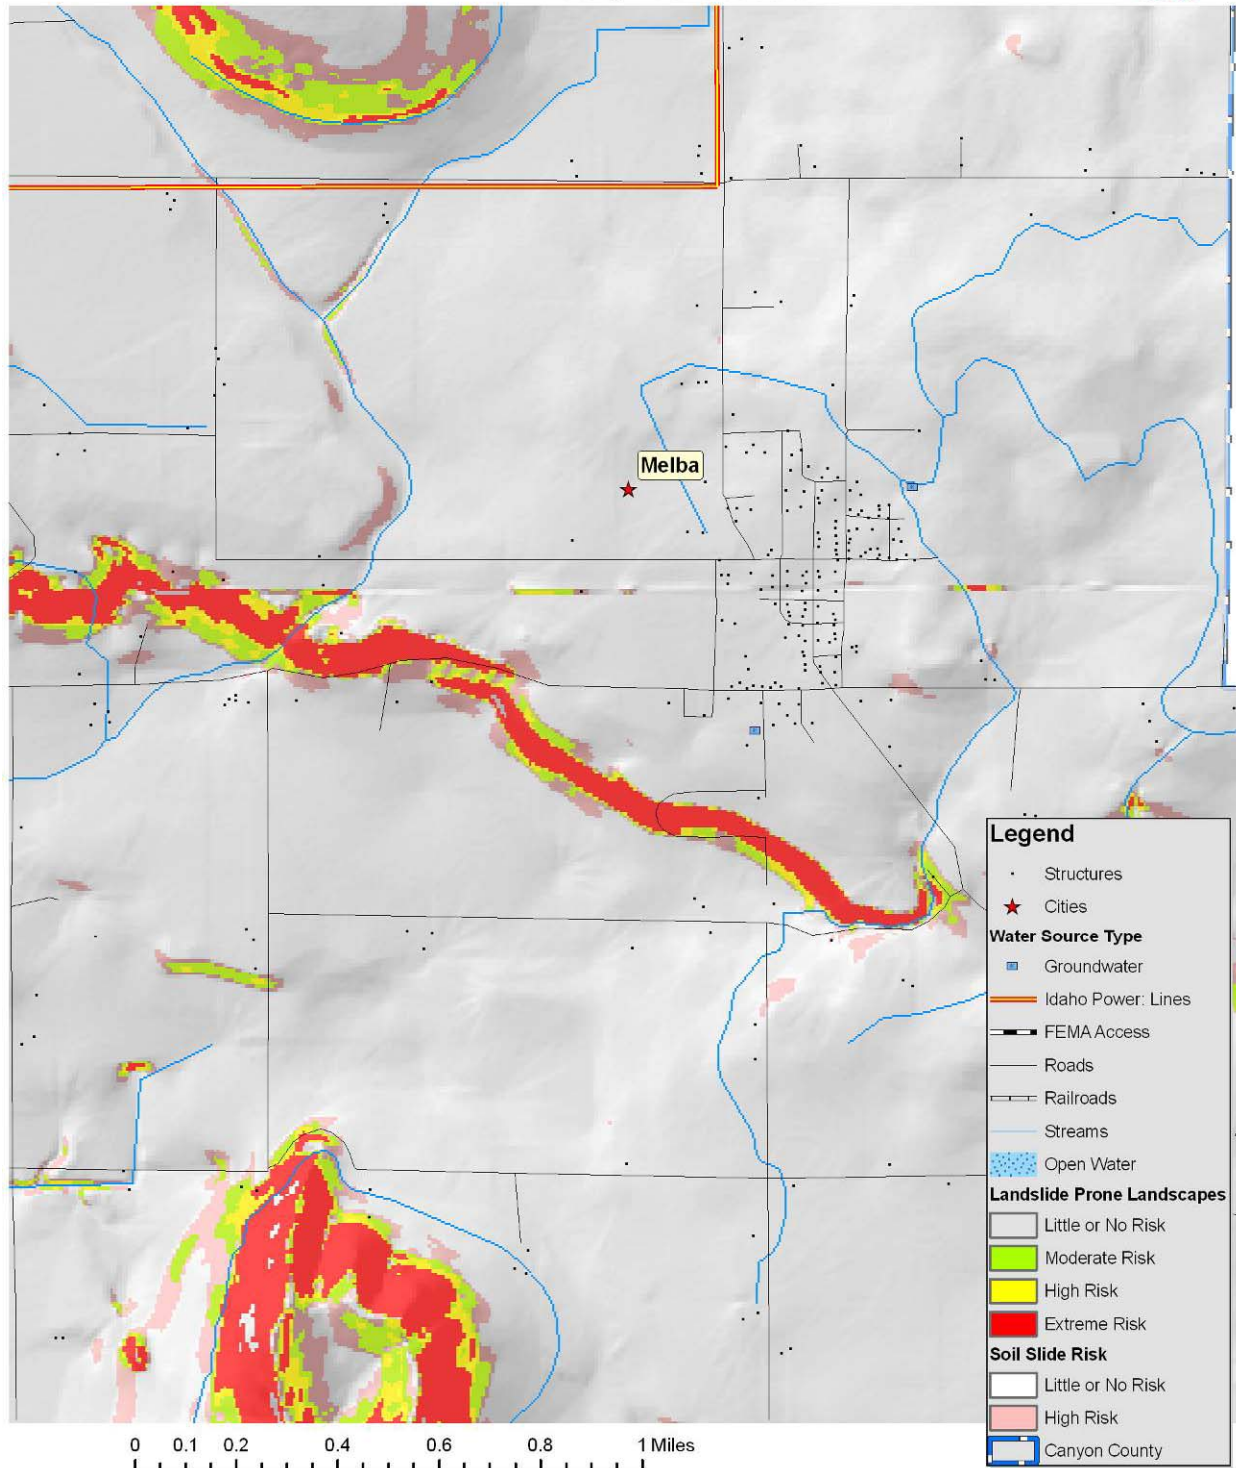 Melba
Legend
Structures
Cities
Water Source Type
Groundwater
Idaho Power: Lines
FEMA Access
Roads
Railroads
Streams
Open Water
Landslide Prone Landscapes
Little or No Risk
Moderate Risk
High Risk
Extreme Risk
Soil Slide Risk
Little or No Risk
High Risk
Canyon County
0 0.1 0.2 0.4 0.6 0.8 1 Miles